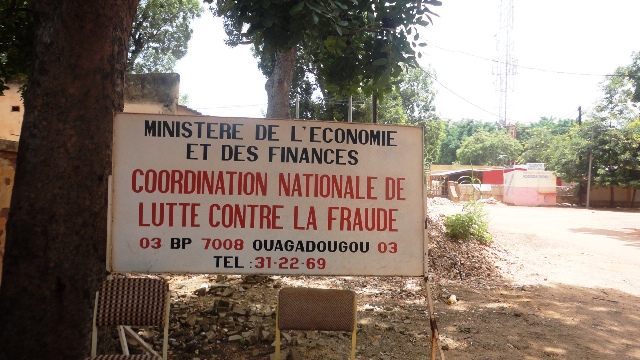 MINISTERE DE L'ECONOMIE
ET DES FINANCES
COORDINATION NATIONALE DE
LUTTE CONTRE LA FRAUDE
03 BP 7008 OUAGADOUGOU 03
TEL : 31-22-69